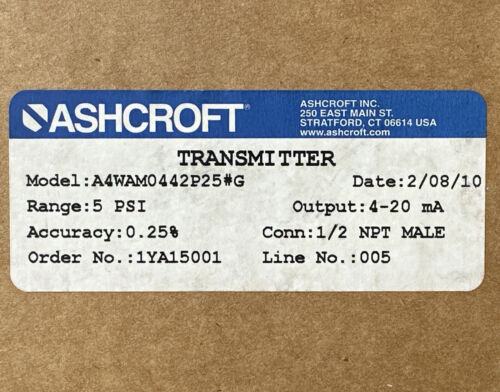 ASHCROFT®
ASHCROFT INC.
250 EAST MAIN ST.
STRATFORD, CT 06614 USA
www.ashcroft.com
TRANSMITTER
Model:A4WAM0442P25#G Date:2/08/10
Range:5 PSI Output:4-20 mA
Accuracy:0.25% Conn:1/2 NPT MALE
Order No.:1YA15001 Line No.:005